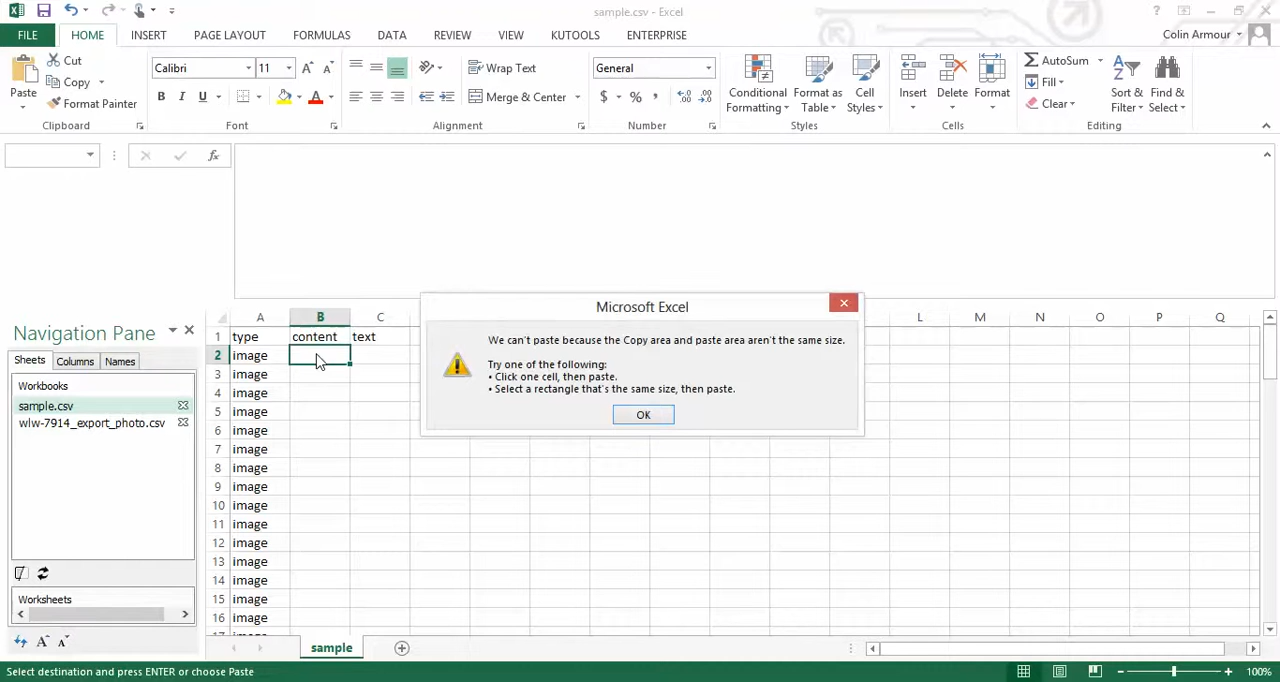 sample.csv - Excel
?
FILE HOME INSERT PAGE LAYOUT FORMULAS DATA REVIEW VIEW KUTOOLS ENTERPRISE Colin Armour
Paste
Cut
Copy
Format Painter
Calibri 11 A A
B I U A
Wrap Text
Merge & Center
General
$ % ,
Conditional Formatting
Format as Table
Cell Styles
Insert Delete Format
AutoSum
Fill
Clear
Sort & Filter
Find & Select
Clipboard Font Alignment Number Styles Cells Editing
fx
Navigation Pane
Sheets Columns Names
Workbooks
sample.csv
wlw-7914_export_photo.csv
Worksheets
A B C L M N O P Q
1 type content text
2 image
3 image
4 image
5 image
6 image
7 image
8 image
9 image
10 image
11 image
12 image
13 image
14 image
15 image
16 image
Microsoft Excel
We can't paste because the Copy area and paste area aren't the same size.
Try one of the following:
• Click one cell, then paste.
• Select a rectangle that's the same size, then paste.
OK
sample
Select destination and press ENTER or choose Paste
100%